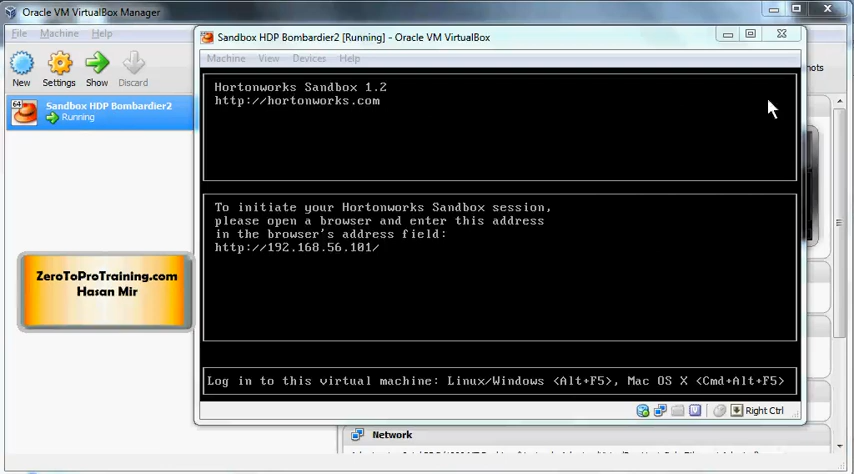 Oracle VM VirtualBox Manager
File Machine Help
New Settings Show Discard
64 Sandbox HDP Bombardier2
Running
Sandbox HDP Bombardier2 [Running] - Oracle VM VirtualBox
Machine View Devices Help
Hortonworks Sandbox 1.2
http://hortonworks.com
To initiate your Hortonworks Sandbox session,
please open a browser and enter this address
in the browser's address field:
http://192.168.56.101/
Log in to this virtual machine: Linux/Windows <Alt+F5>, Mac OS X <Cmd+Alt+F5>
Right Ctrl
ZeroToProTraining.com
Hasan Mir
Network